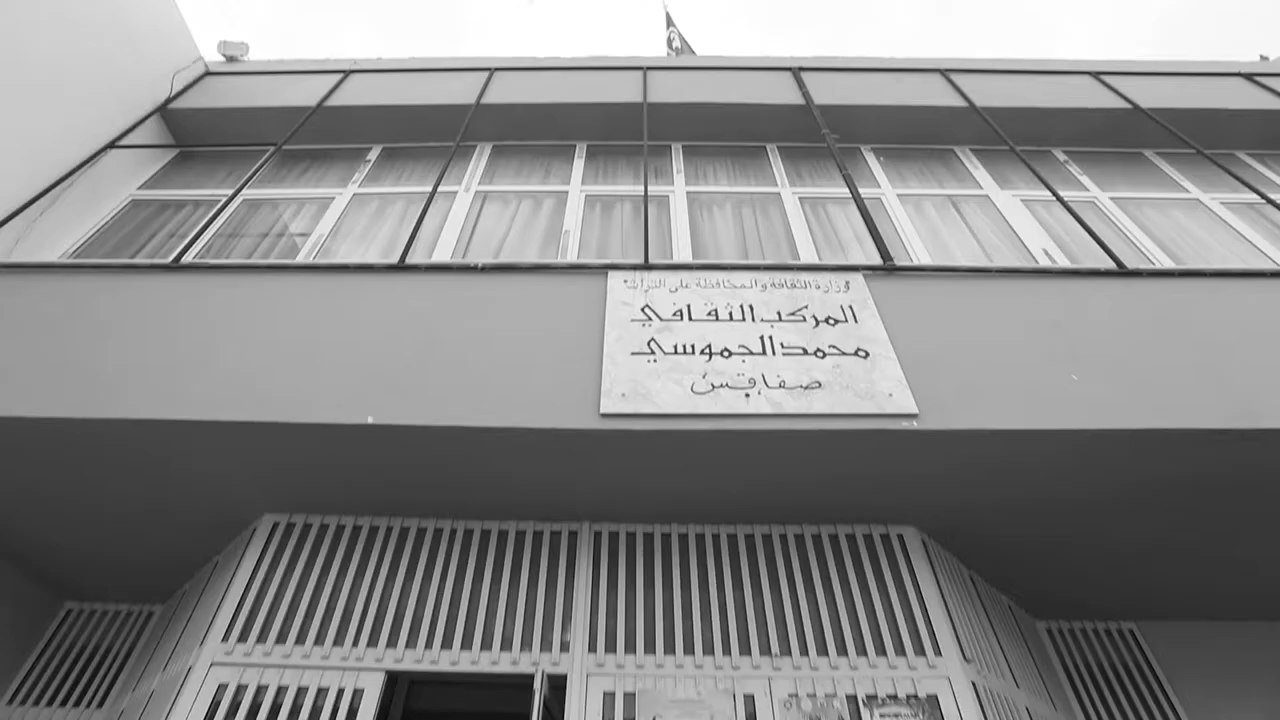 وزارة الثقافة والمحافظة على التراث
المركب الثقافي
محمد الجموسي
صفاقس